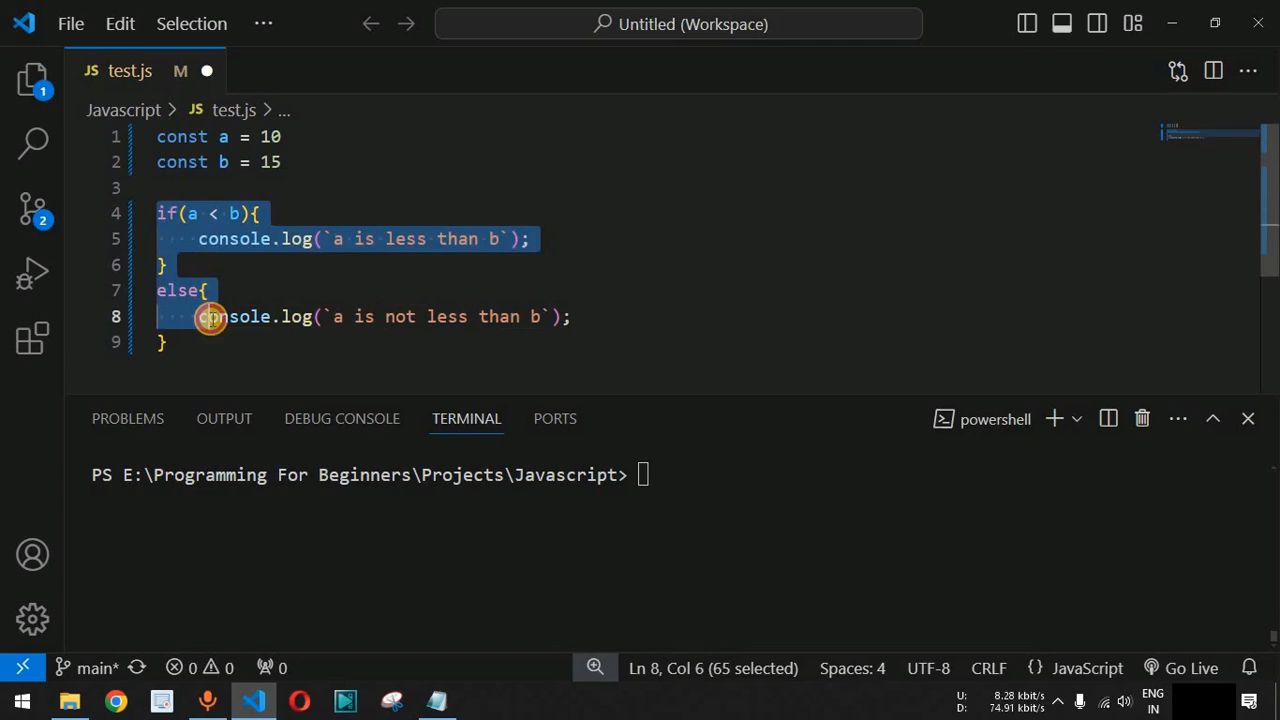 File Edit Selection ··· Untitled (Workspace)
JS test.js M
Javascript > JS test.js > ...
1 const a = 10
2 const b = 15
3
4 if(a < b){
5 console.log(`a is less than b`);
6 }
7 else{
8 console.log(`a is not less than b`);
9 }
PROBLEMS OUTPUT DEBUG CONSOLE TERMINAL PORTS powershell
PS E:\Programming For Beginners\Projects\Javascript>
1
2
main* 0 0 0 Ln 8, Col 6 (65 selected) Spaces: 4 UTF-8 CRLF {} JavaScript Go Live
U: 8.28 kbit/s ENG
D: 74.91 kbit/s IN